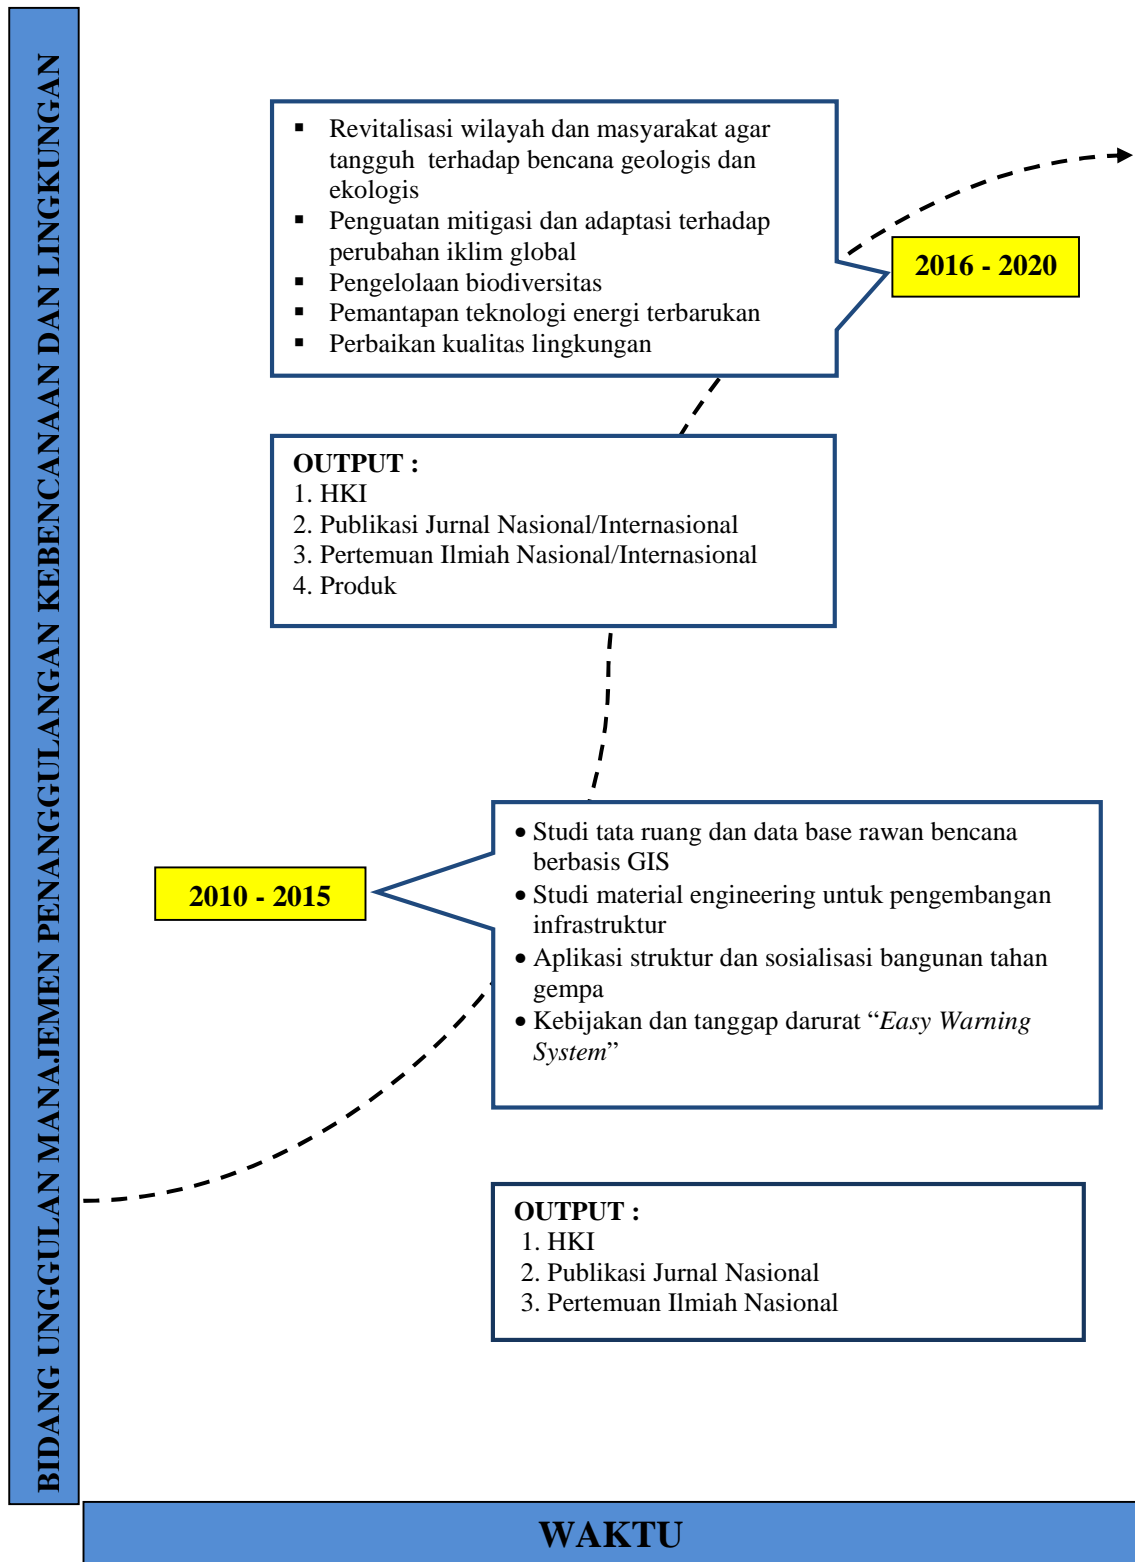 BIDANG UNGGULAN MANAJEMEN PENANGGULANGAN KEBENCANAAN DAN LINGKUNGAN
▪ Revitalisasi wilayah dan masyarakat agar
tangguh terhadap bencana geologis dan
ekologis
▪ Penguatan mitigasi dan adaptasi terhadap
perubahan iklim global
▪ Pengelolaan biodiversitas
▪ Pemantapan teknologi energi terbarukan
▪ Perbaikan kualitas lingkungan
2016 - 2020
OUTPUT :
1. HKI
2. Publikasi Jurnal Nasional/Internasional
3. Pertemuan Ilmiah Nasional/Internasional
4. Produk
2010 - 2015
• Studi tata ruang dan data base rawan bencana
berbasis GIS
• Studi material engineering untuk pengembangan
infrastruktur
• Aplikasi struktur dan sosialisasi bangunan tahan
gempa
• Kebijakan dan tanggap darurat “Easy Warning
System”
OUTPUT :
1. HKI
2. Publikasi Jurnal Nasional
3. Pertemuan Ilmiah Nasional
WAKTU